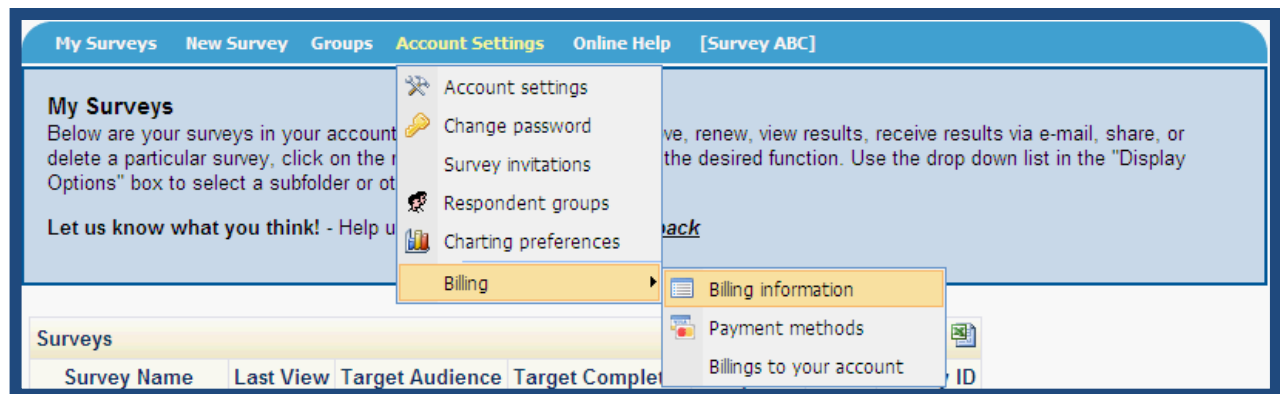 My Surveys New Survey Groups Account Settings Online Help [Survey ABC]
My Surveys
Below are your surveys in your account
ve, renew, view results, receive results via e-mail, share, or
delete a particular survey, click on the
the desired function. Use the drop down list in the "Display
Options" box to select a subfolder or ot
Let us know what you think! - Help u
back
Account settings
Change password
Survey invitations
Respondent groups
Charting preferences
Billing
Billing information
Payment methods
Billings to your account
Surveys
Survey Name Last View Target Audience Target Complet
ID